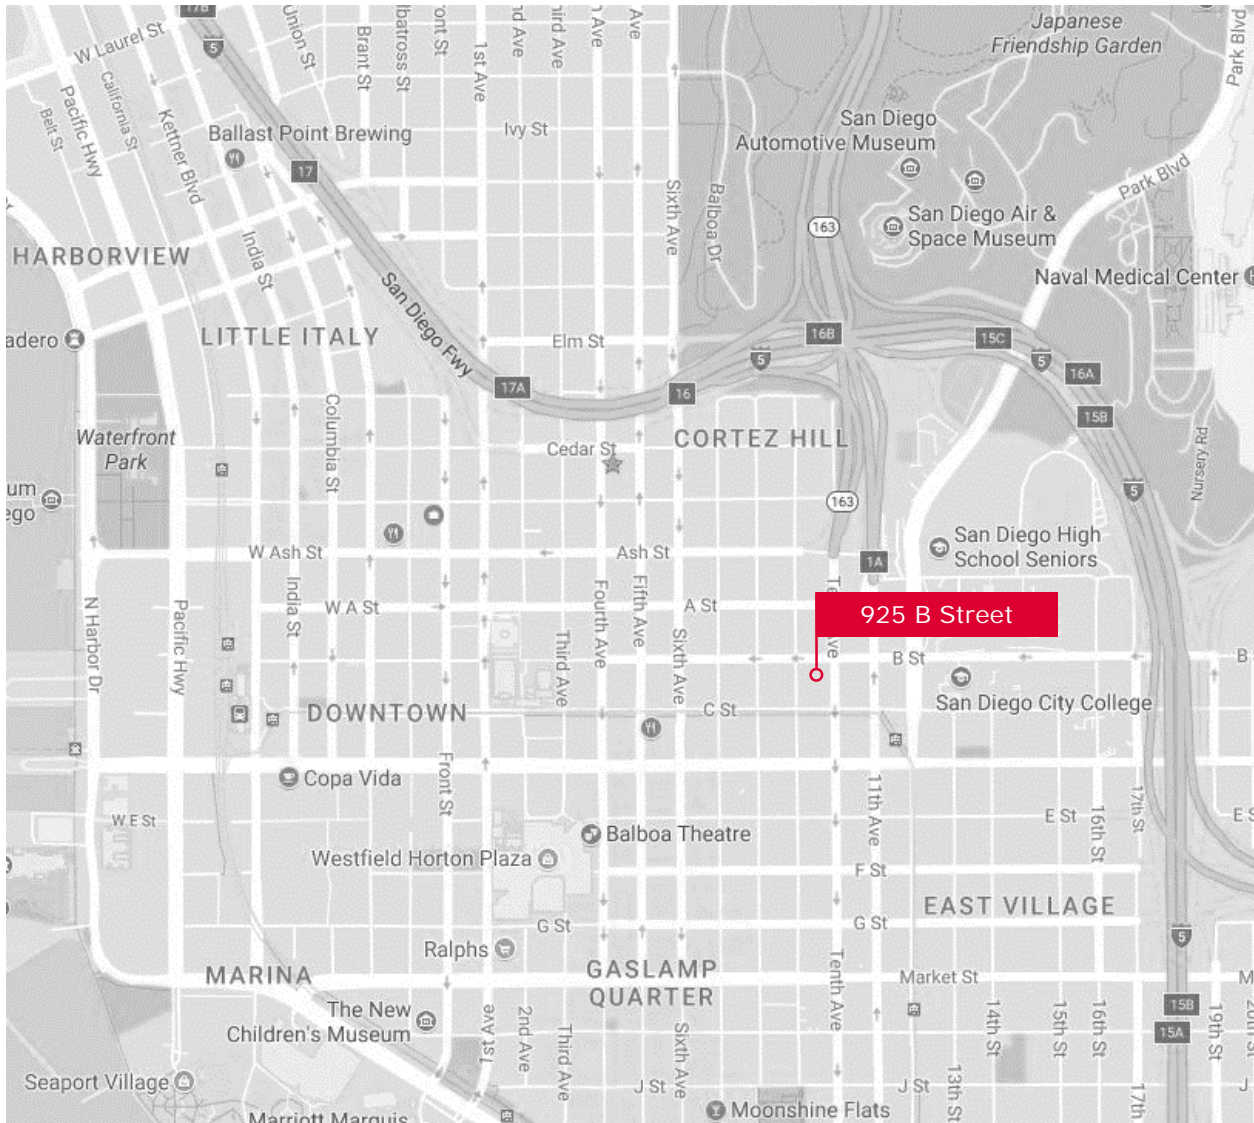 17B
5
W Laurel St
Union St
Brant St
lbatross St
ont St
1st Ave
nd Ave
hird Ave
h Ave
Ave
Japanese
Friendship Garden
Park Blvd
Belt St
Pacific Hwy
California St
Kettner Blvd
Ballast Point Brewing
Ivy St
17
San Diego
Automotive Museum
Sixth Ave
Balboa Dr
163
San Diego Air &
Space Museum
Park Blvd
Naval Medical Center
HARBORVIEW
India St
LITTLE ITALY
San Diego Fwy
adero
Elm St
16B
5
15C
5
16A
15B
17A
16
Waterfront
Park
Columbia St
Cedar St
CORTEZ HILL
Nursery Rd
5
um
ego
163
W Ash St
Ash St
San Diego High
School Seniors
1A
N Harbor Dr
Pacific Hwy
India St
W A St
Third Ave
Fourth Ave
Fifth Ave
Sixth Ave
A St
Te
ve
925 B Street
B St
B
San Diego City College
DOWNTOWN
C St
Copa Vida
Front St
11th Ave
W E St
Balboa Theatre
E St
16th St
17th St
E S
Westfield Horton Plaza
F St
EAST VILLAGE
G St
G St
Ralphs
5
MARINA
GASLAMP
QUARTER
Tenth Ave
Market St
M
The New
Children's Museum
1st Ave
2nd Ave
Third Ave
Sixth Ave
14th St
15th St
16th St
15B
15A
19th St
Seaport Village
J St
J St
13th St
17th
J
Marriott Marquis
Moonshine Flats